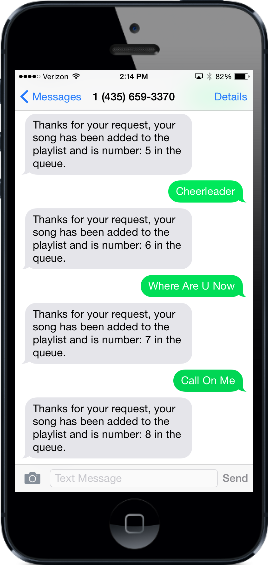 Verizon 2:14 PM 82%
Messages 1 (435) 659-3370 Details
Thanks for your request, your
song has been added to the
playlist and is number: 5 in the
queue.
Cheerleader
Thanks for your request, your
song has been added to the
playlist and is number: 6 in the
queue.
Where Are U Now
Thanks for your request, your
song has been added to the
playlist and is number: 7 in the
queue.
Call On Me
Thanks for your request, your
song has been added to the
playlist and is number: 8 in the
queue.
Text Message Send